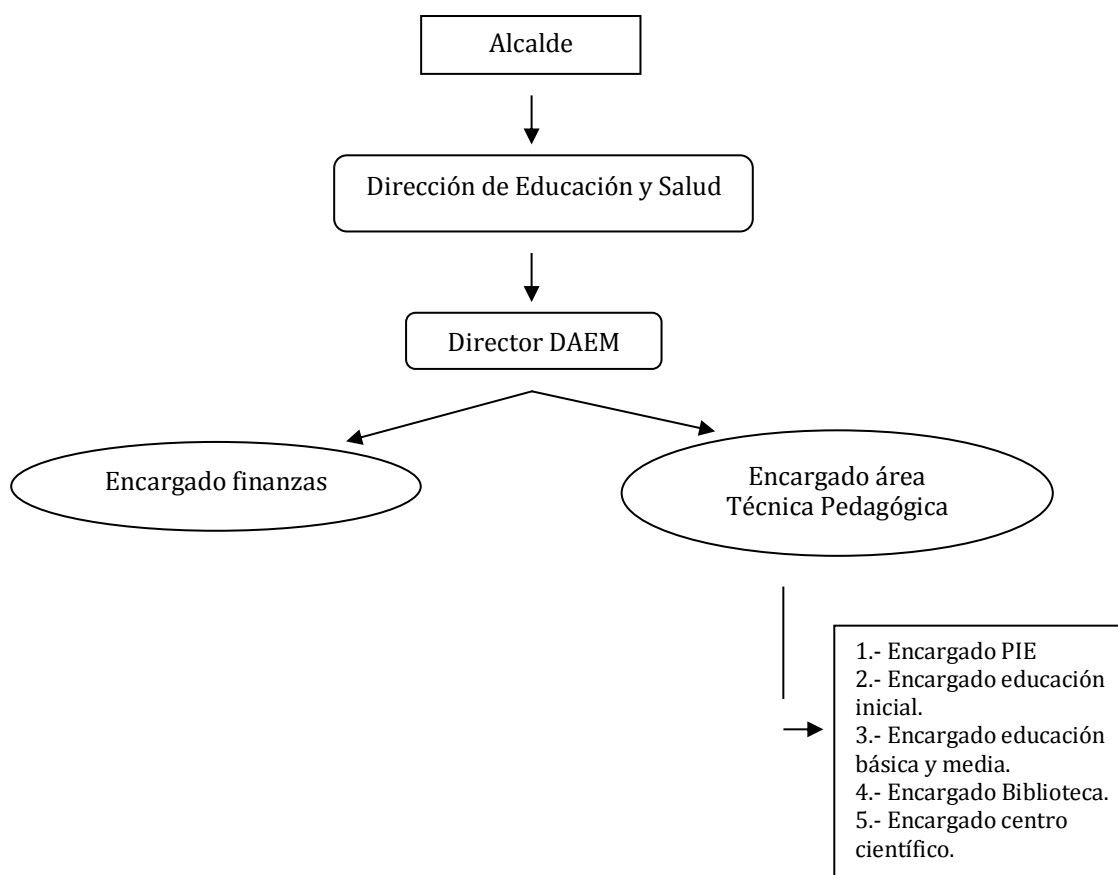 Alcalde
Dirección de Educación y Salud
Director DAEM
Encargado finanzas
Encargado área
Técnica Pedagógica
1.- Encargado PIE
2.- Encargado educación
inicial.
3.- Encargado educación
básica y media.
4.- Encargado Biblioteca.
5.- Encargado centro
científico.